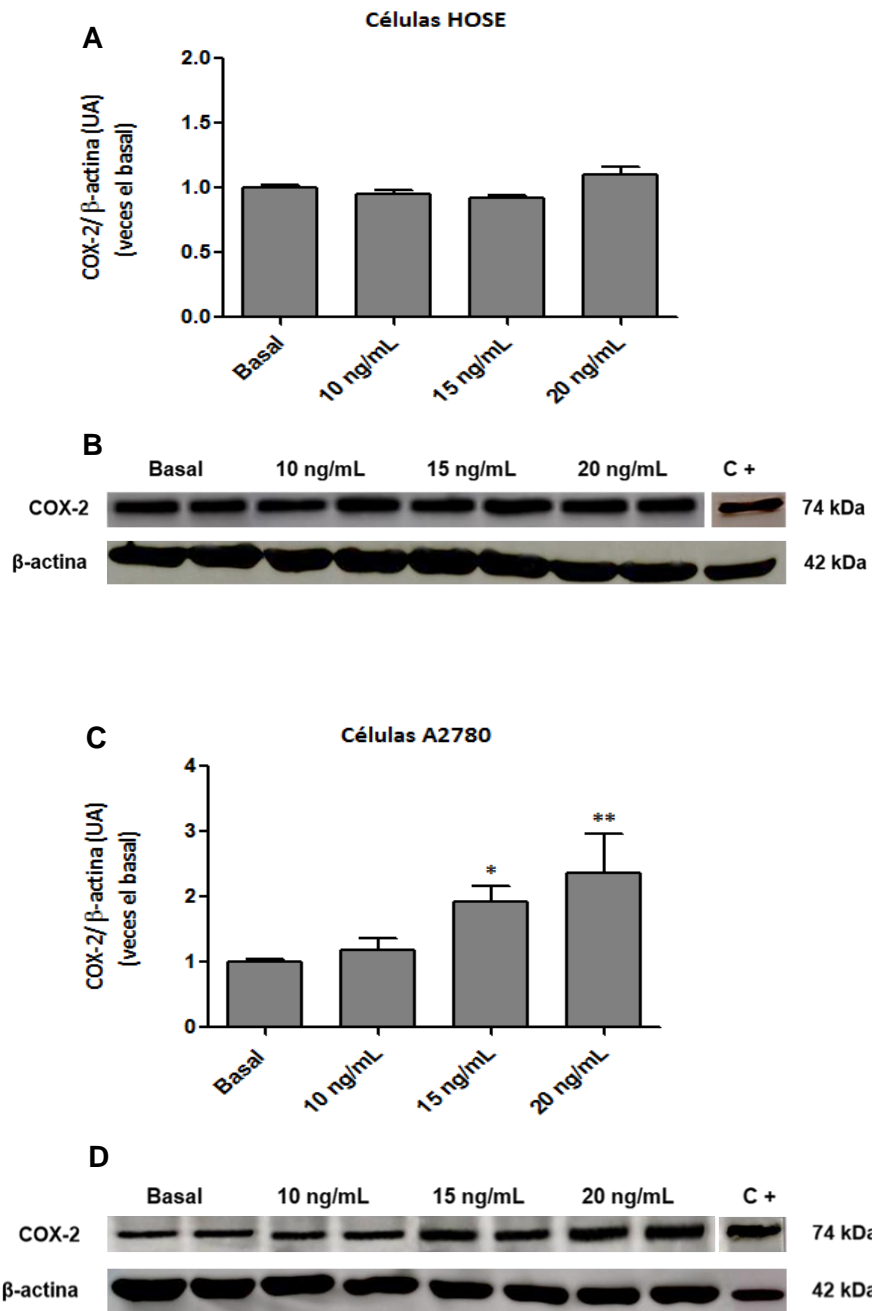 A
Células HOSE
COX-2/ β-actina (UA)
(veces el basal)
2.0
1.5
1.0
0.5
0.0
Basal
10 ng/mL
15 ng/mL
20 ng/mL
B
Basal 10 ng/mL 15 ng/mL 20 ng/mL C +
COX-2 74 kDa
β-actina 42 kDa
C
Células A2780
COX-2/ β-actina (UA)
(veces el basal)
4
3
2
1
0
*
**
Basal
10 ng/mL
15 ng/mL
20 ng/mL
D
Basal 10 ng/mL 15 ng/mL 20 ng/mL C +
COX-2 74 kDa
β-actina 42 kDa